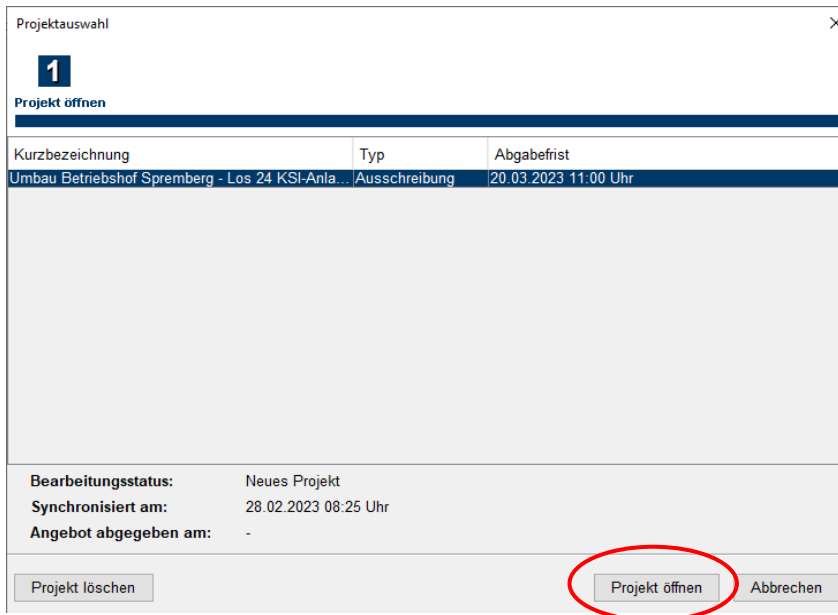 Projektauswahl
1
Projekt öffnen
Kurzbezeichnung Typ Abgabefrist
Umbau Betriebshof Spremberg - Los 24 KSI-Anla... Ausschreibung 20.03.2023 11:00 Uhr
Bearbeitungsstatus: Neues Projekt
Synchronisiert am: 28.02.2023 08:25 Uhr
Angebot abgegeben am: -
Projekt löschen Projekt öffnen Abbrechen